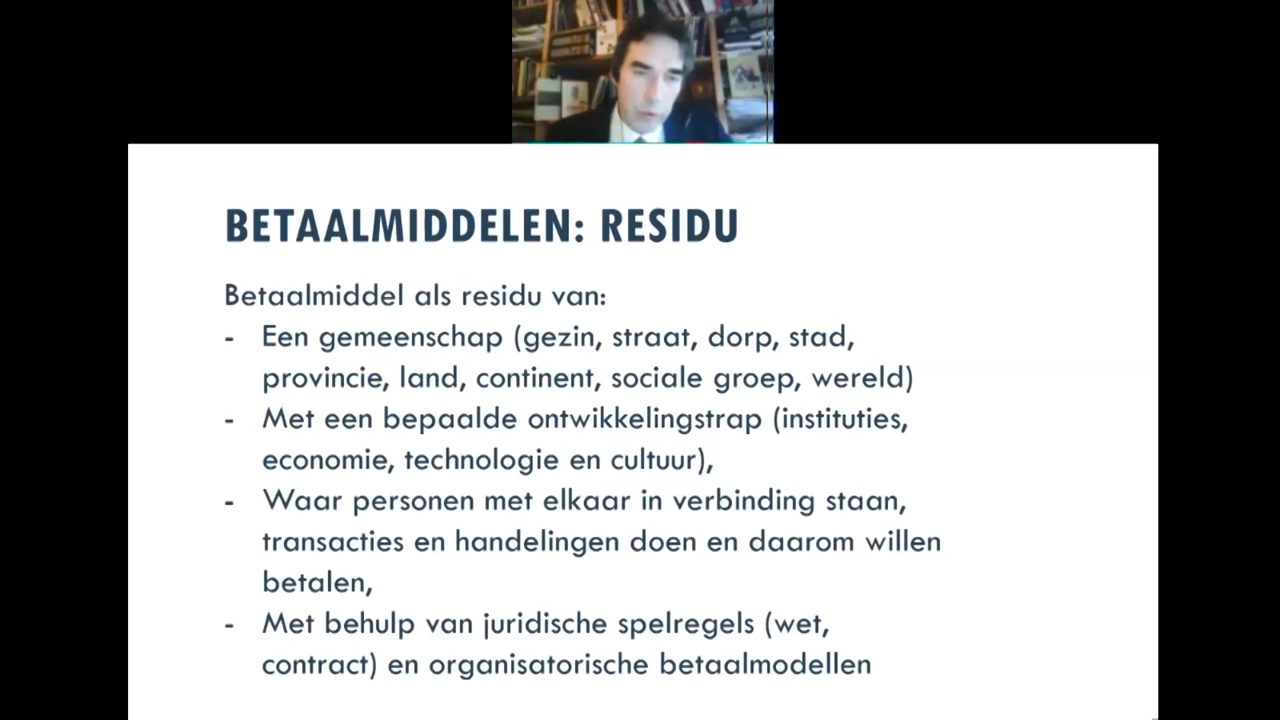 BETAALMIDDELEN: RESIDU
Betaalmiddel als residu van:
- Een gemeenschap (gezin, straat, dorp, stad,
provincie, land, continent, sociale groep, wereld)
- Met een bepaalde ontwikkelingstrap (instituties,
economie, technologie en cultuur),
- Waar personen met elkaar in verbinding staan,
transacties en handelingen doen en daarom willen
betalen,
- Met behulp van juridische spelregels (wet,
contract) en organisatorische betaalmodellen